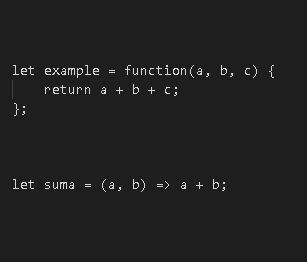 let example = function(a, b, c) {
    return a + b + c;
};
let suma = (a, b) => a + b;